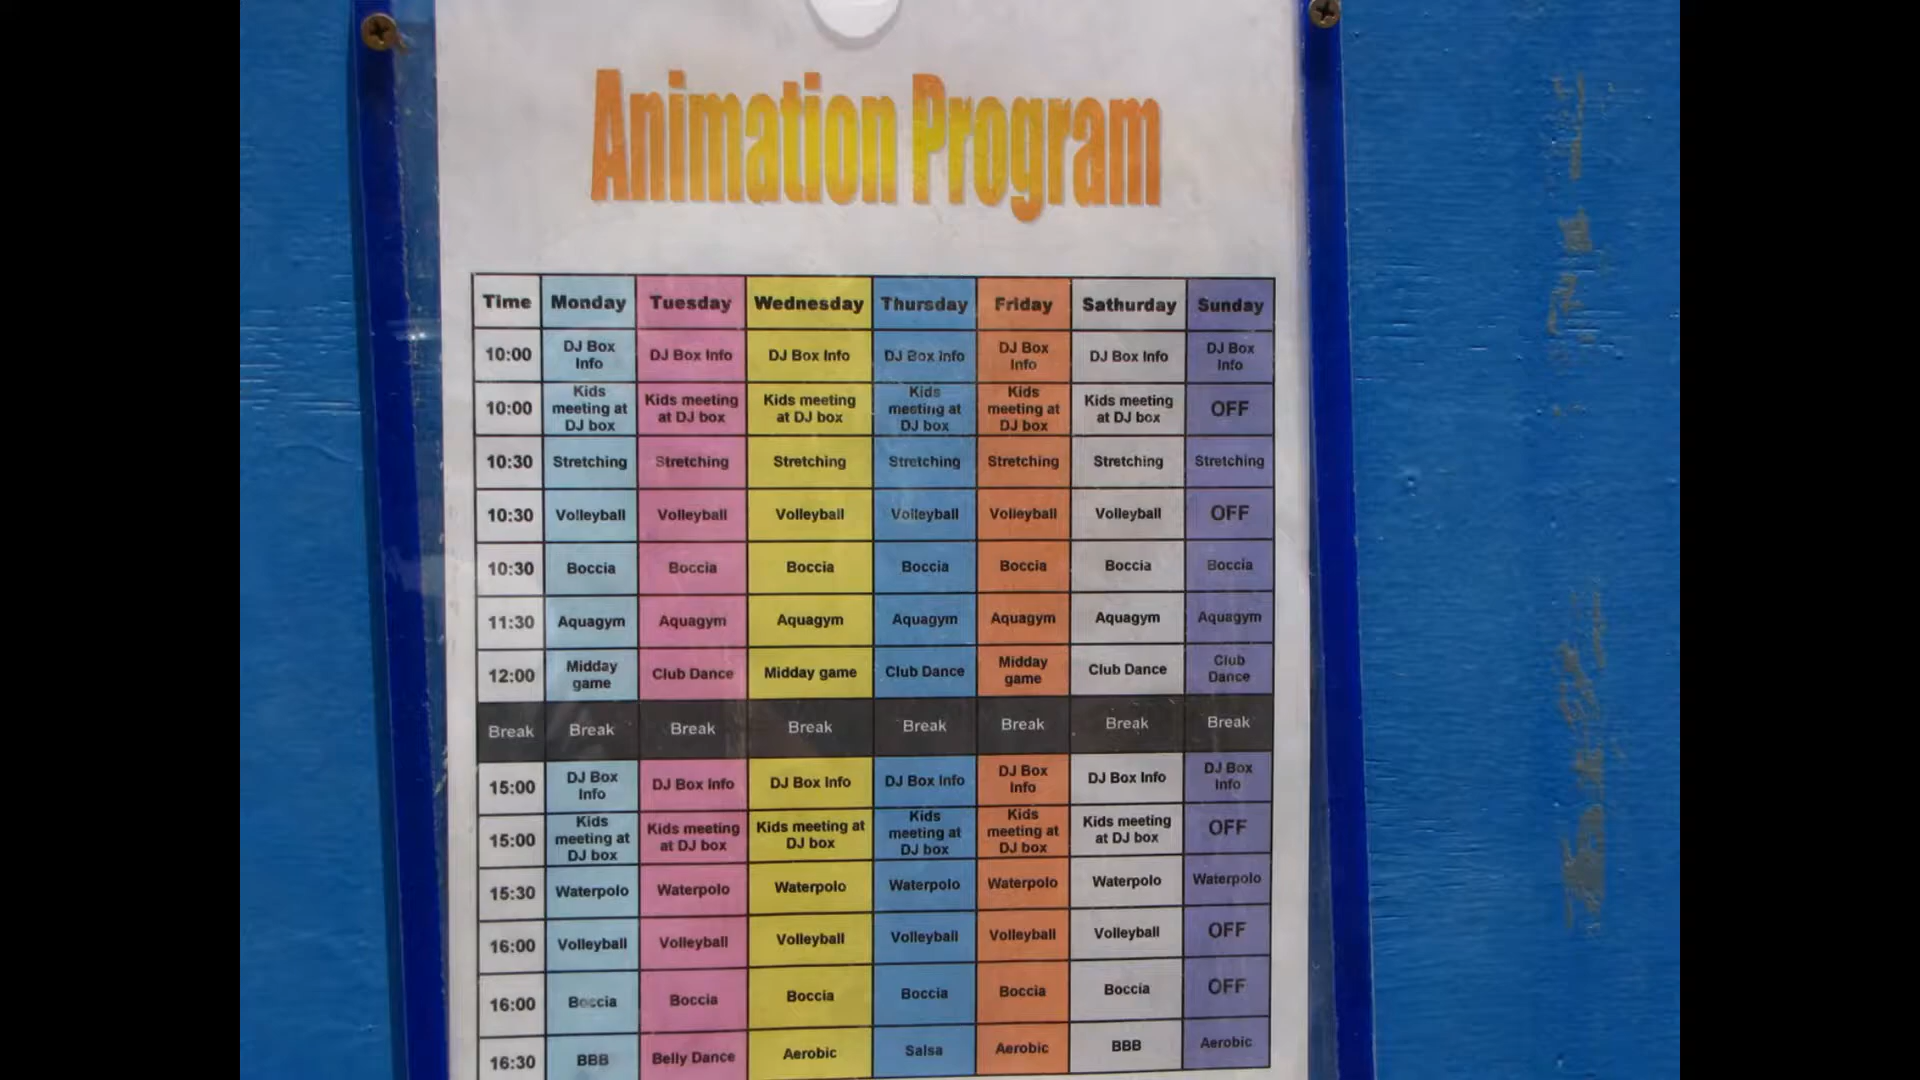 Animation Program
Time Monday Tuesday Wednesday Thursday Friday Sathurday Sunday
10:00 DJ Box Info DJ Box Info DJ Box Info DJ Box Info DJ Box Info DJ Box Info DJ Box Info
10:00 Kids meeting at DJ box Kids meeting at DJ box Kids meeting at DJ box Kids meeting at DJ box Kids meeting at DJ box Kids meeting at DJ box OFF
10:30 Stretching Stretching Stretching Stretching Stretching Stretching Stretching
10:30 Volleyball Volleyball Volleyball Volleyball Volleyball Volleyball OFF
10:30 Boccia Boccia Boccia Boccia Boccia Boccia Boccia
11:30 Aquagym Aquagym Aquagym Aquagym Aquagym Aquagym Aquagym
12:00 Midday game Club Dance Midday game Club Dance Midday game Club Dance Club Dance
Break Break Break Break Break Break Break Break
15:00 DJ Box Info DJ Box Info DJ Box Info DJ Box Info DJ Box Info DJ Box Info DJ Box Info
15:00 Kids meeting at DJ box Kids meeting at DJ box Kids meeting at DJ box Kids meeting at DJ box Kids meeting at DJ box Kids meeting at DJ box OFF
15:30 Waterpolo Waterpolo Waterpolo Waterpolo Waterpolo Waterpolo Waterpolo
16:00 Volleyball Volleyball Volleyball Volleyball Volleyball Volleyball OFF
16:00 Boccia Boccia Boccia Boccia Boccia Boccia OFF
16:30 BBB Belly Dance Aerobic Salsa Aerobic BBB Aerobic